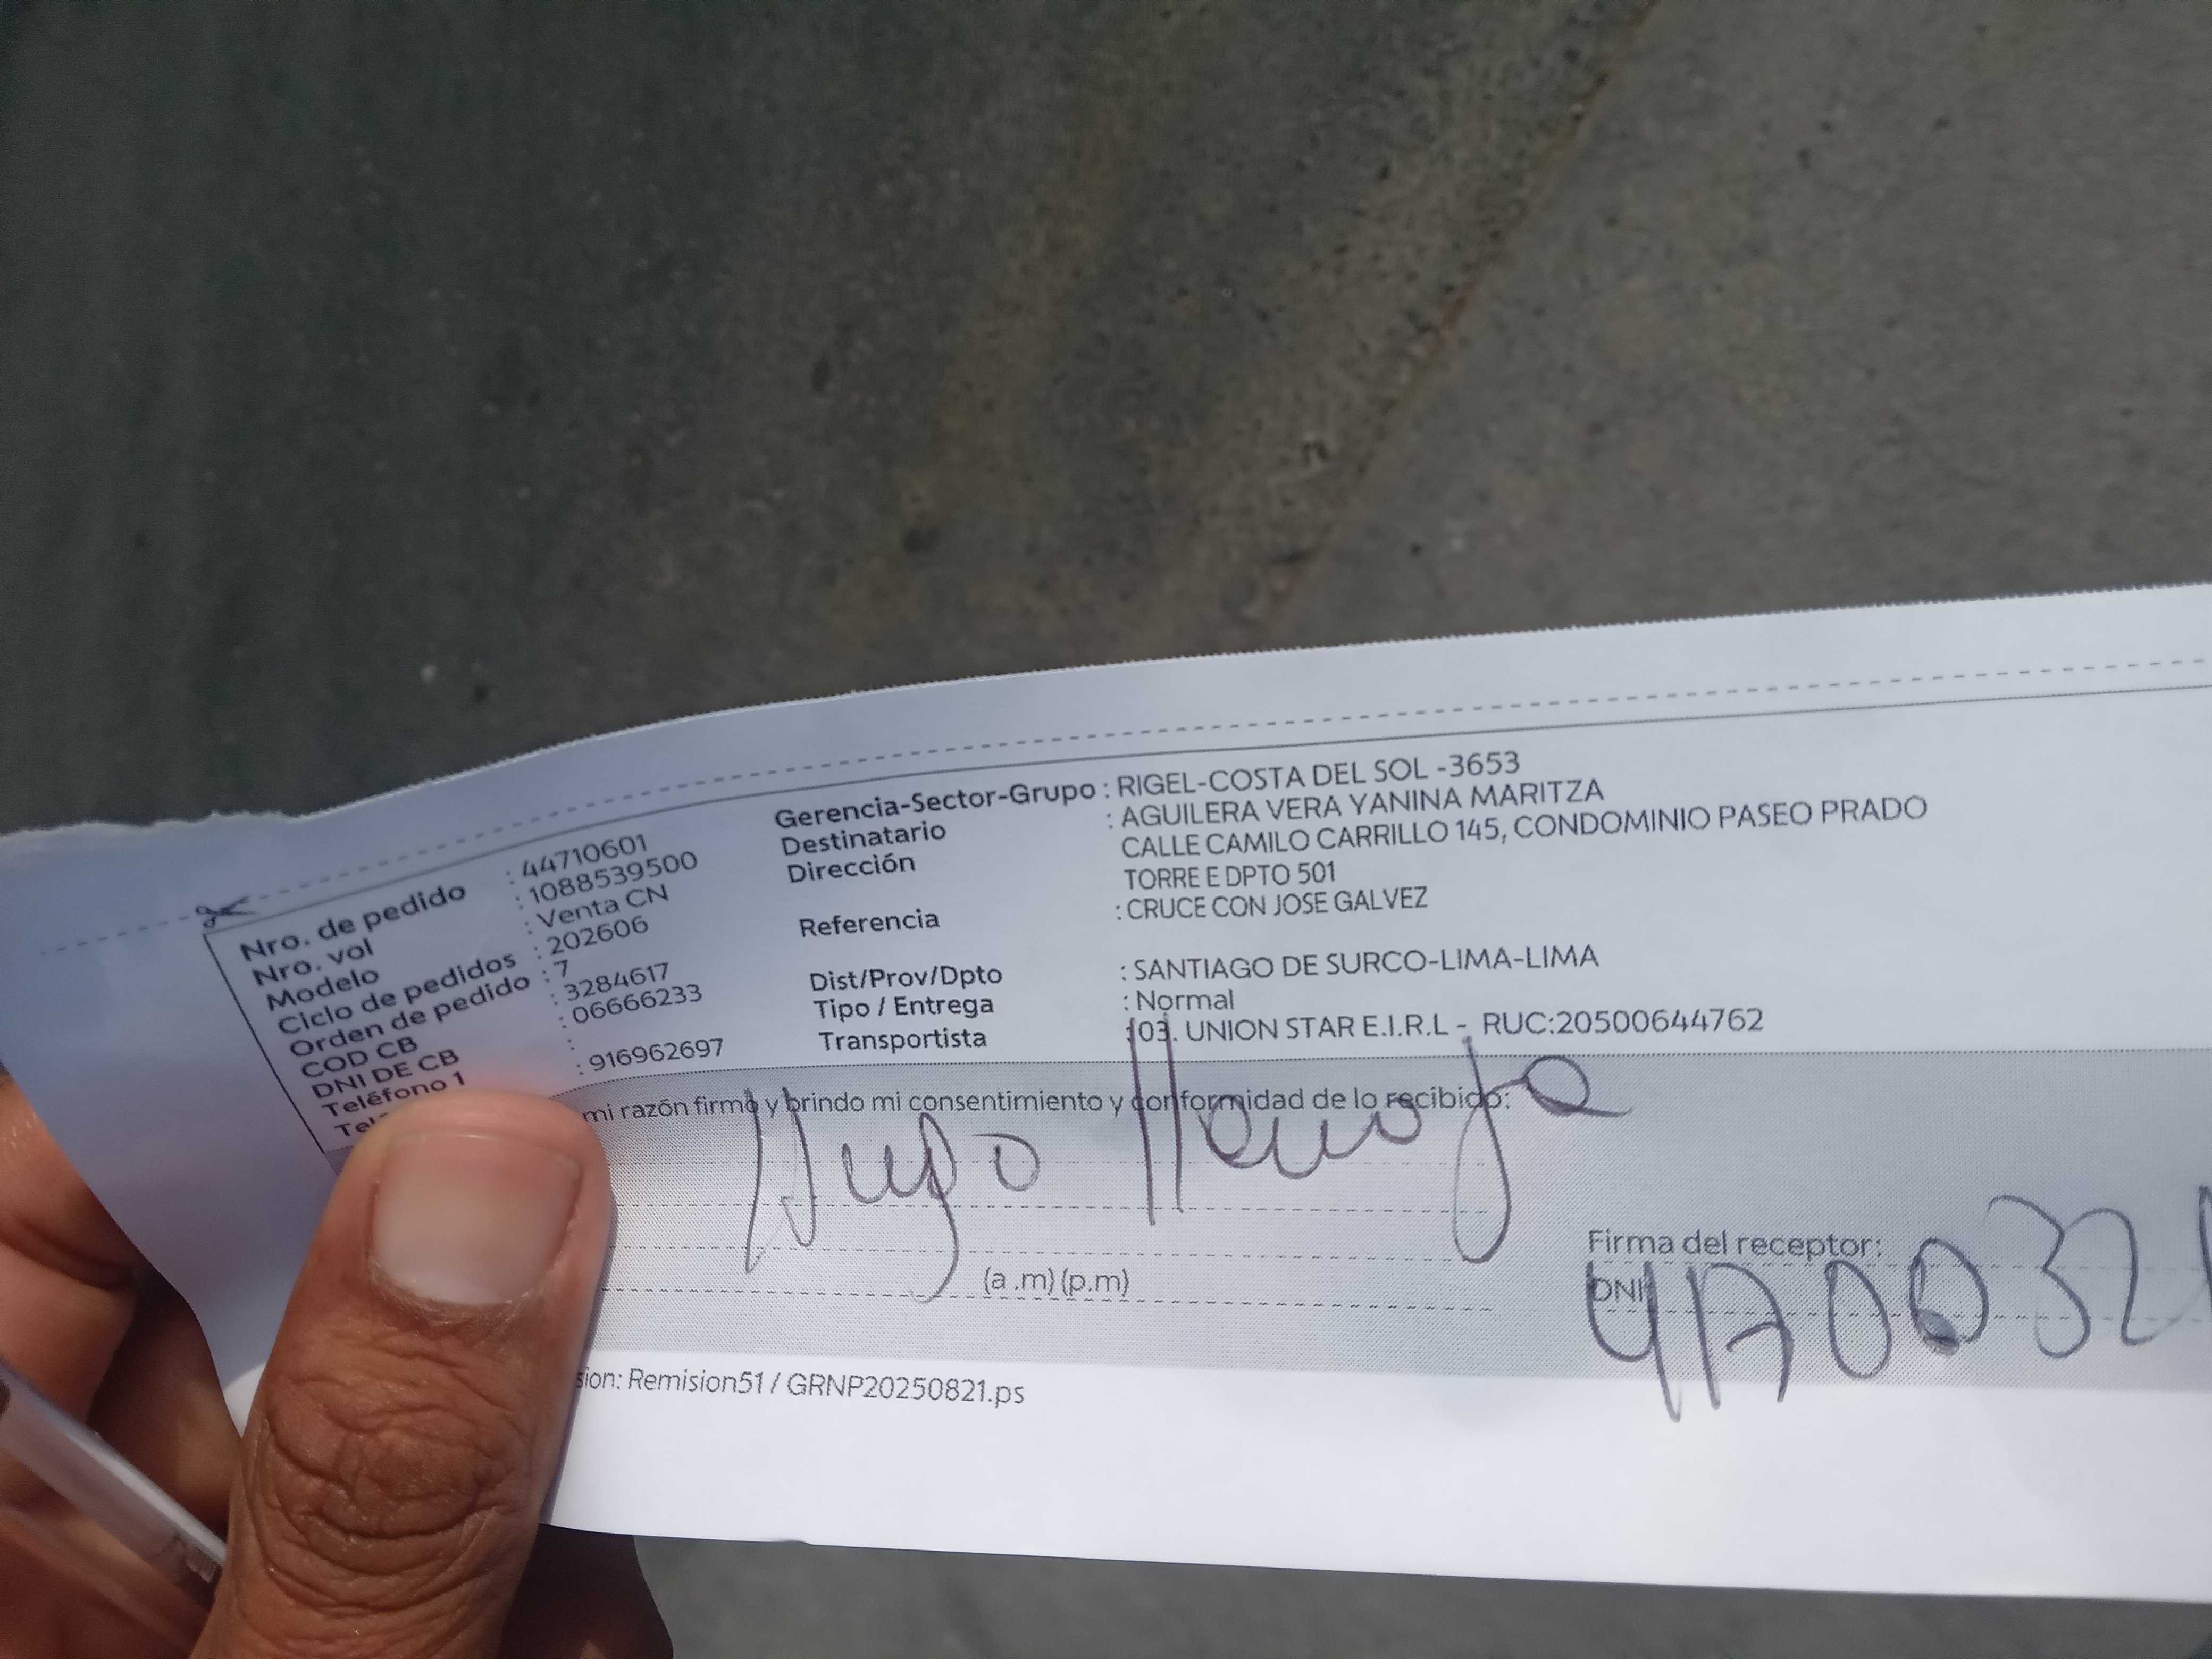 Nro. de pedido : 44710601
Nro. vol : 1088539500
Modelo : Venta CN
Ciclo de pedidos : 202606
Orden de pedido : 7
COD CB : 3284617
DNI DE CB : 06666233
Teléfono 1 :
: 916962697
Gerencia-Sector-Grupo : RIGEL-COSTA DEL SOL -3653
Destinatario : AGUILERA VERA YANINA MARITZA
Dirección CALLE CAMILO CARRILLO 145, CONDOMINIO PASEO PRADO
TORRE E DPTO 501
Referencia : CRUCE CON JOSE GALVEZ
Dist/Prov/Dpto : SANTIAGO DE SURCO-LIMA-LIMA
Tipo / Entrega : Normal
Transportista : 03. UNION STAR E.I.R.L - RUC:20500644762
mi razón firmo y brindo mi consentimiento y conformidad de lo recibido:
Hugo
(a .m) (p.m)
Firma del receptor:
DNI
sion: Remision51 / GRNP20250821.ps